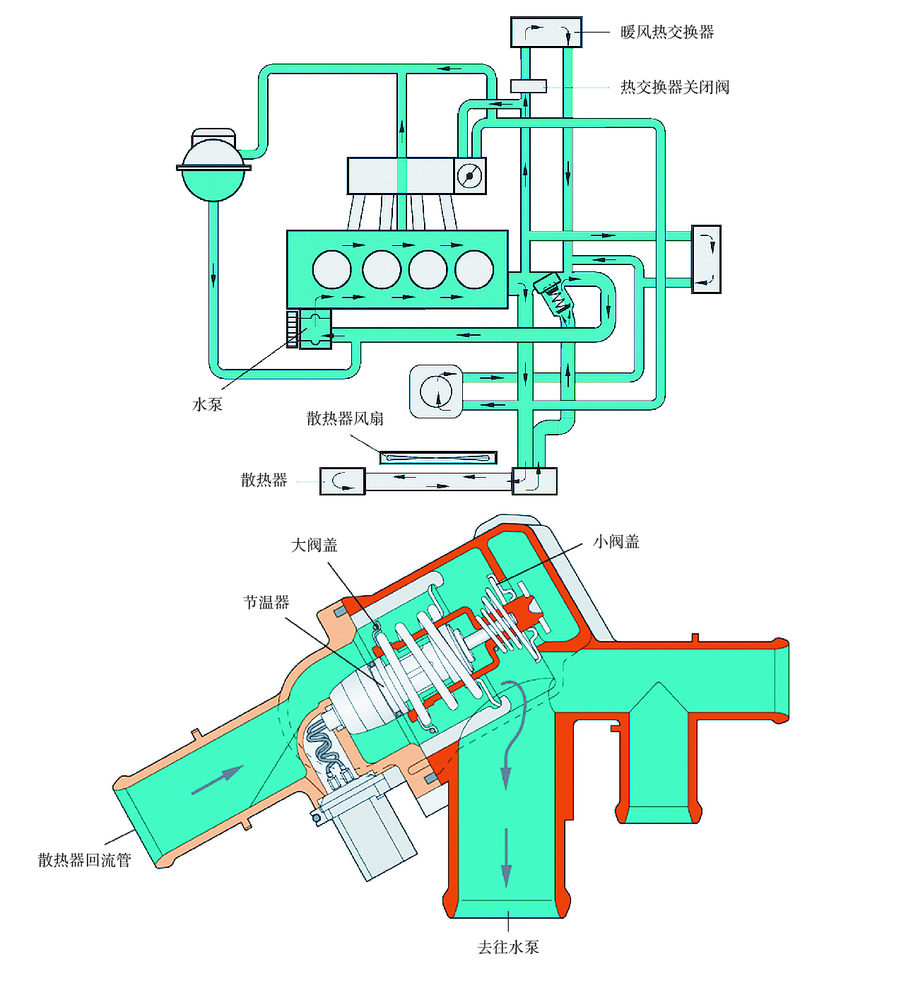 暖风热交换器
热交换器关闭阀
水泵
散热器风扇
散热器
大阀盖
小阀盖
节温器
散热器回流管
去往水泵